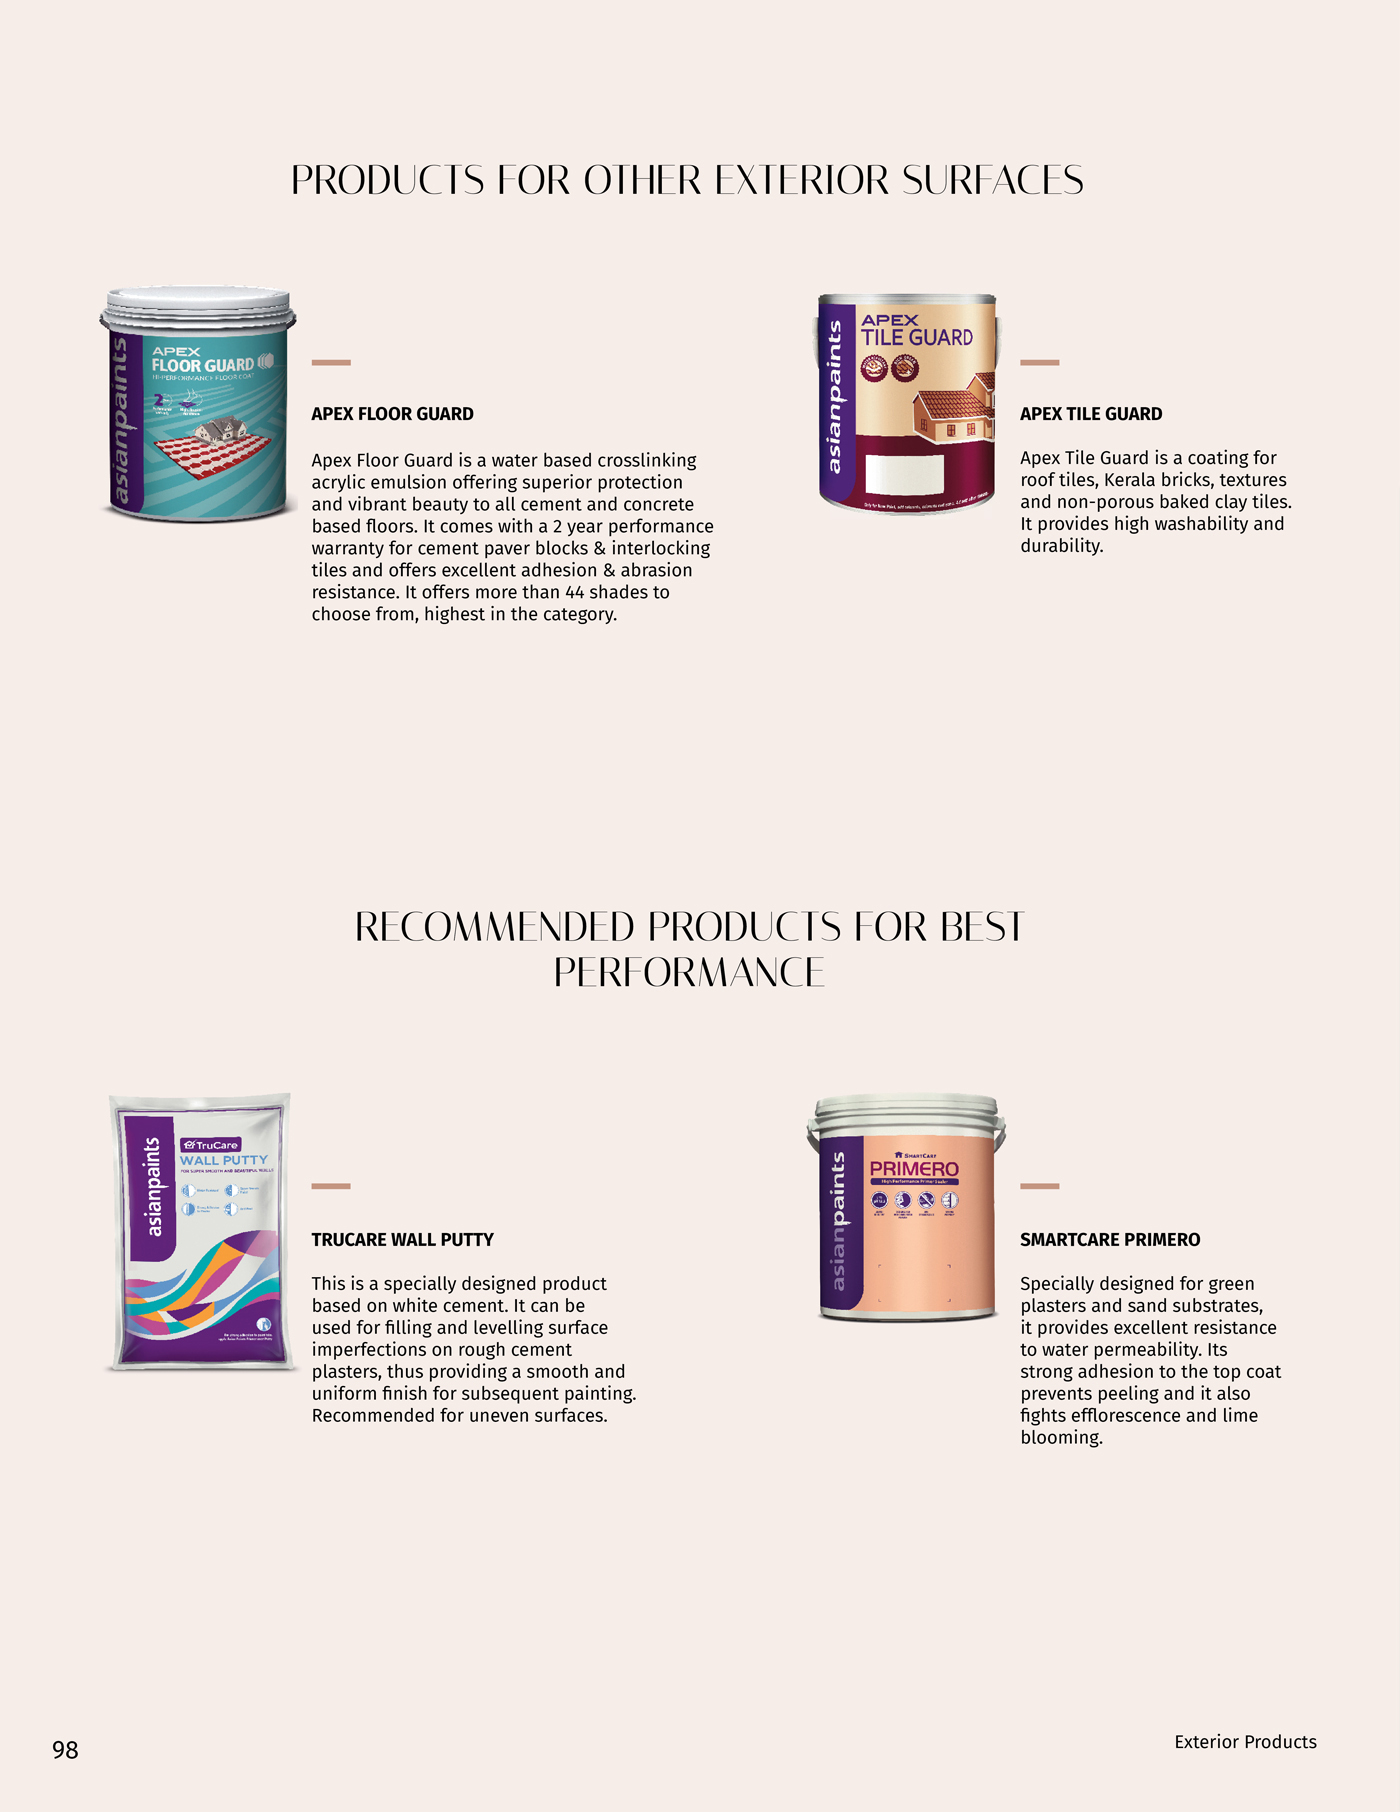 PRODUCTS FOR OTHER EXTERIOR SURFACES
asianpaints
APEX
FLOOR GUARD
HI-PERFORMANCE FLOOR COAT
2
APEX FLOOR GUARD
Apex Floor Guard is a water based crosslinking
acrylic emulsion offering superior protection
and vibrant beauty to all cement and concrete
based floors. It comes with a 2 year performance
warranty for cement paver blocks & interlocking
tiles and offers excellent adhesion & abrasion
resistance. It offers more than 44 shades to
choose from, highest in the category.
asianpaints
APEX
TILE GUARD
APEX TILE GUARD
Apex Tile Guard is a coating for
roof tiles, Kerala bricks, textures
and non-porous baked clay tiles.
It provides high washability and
durability.
RECOMMENDED PRODUCTS FOR BEST
PERFORMANCE
asianpaints
TruCare
WALL PUTTY
FOR SUPER SMOOTH AND BEAUTIFUL WALLS
TRUCARE WALL PUTTY
This is a specially designed product
based on white cement. It can be
used for filling and levelling surface
imperfections on rough cement
plasters, thus providing a smooth and
uniform finish for subsequent painting.
Recommended for uneven surfaces.
asianpaints
SMARTCARE
PRIMERO
High Performance Primer Sealer
SMARTCARE PRIMERO
Specially designed for green
plasters and sand substrates,
it provides excellent resistance
to water permeability. Its
strong adhesion to the top coat
prevents peeling and it also
fights efflorescence and lime
blooming.
98
Exterior Products